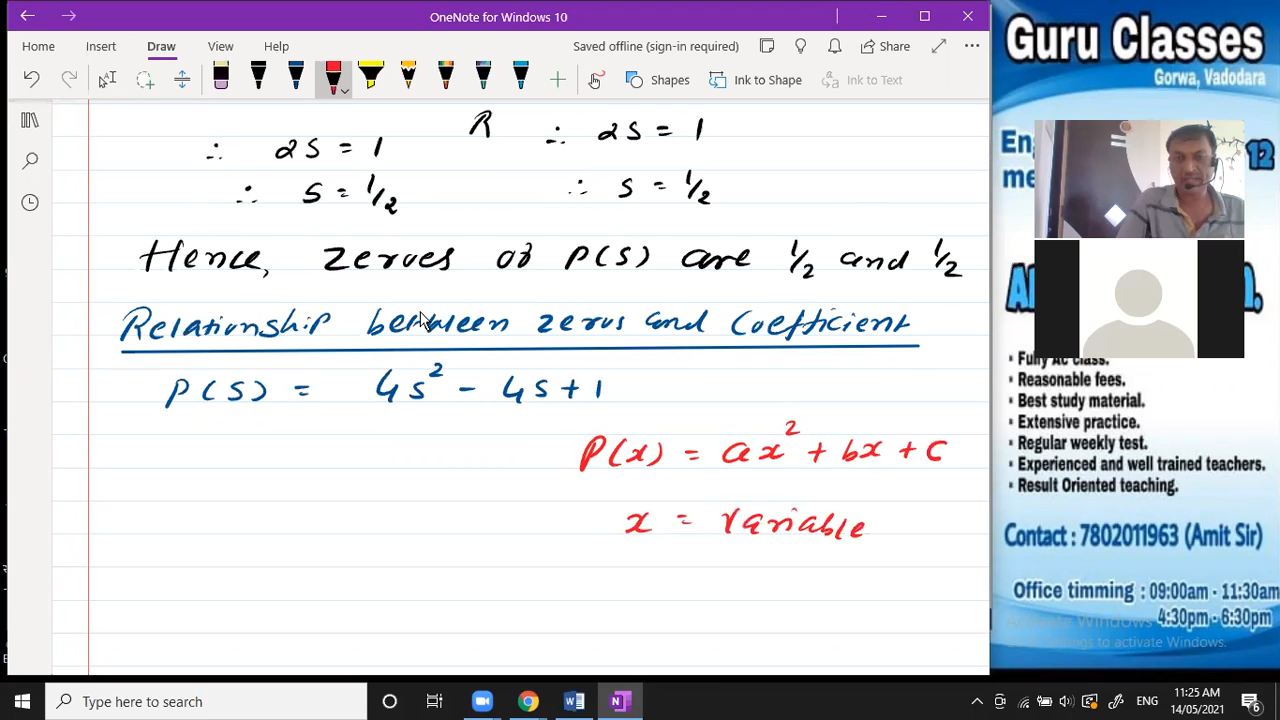 OneNote for Windows 10
Home Insert Draw View Help Saved offline (sign-in required) Share
Shapes Ink to Shape Ink to Text
∴ 2s = 1 R ∴ 2s = 1
∴ s = 1/2 ∴ s = 1/2
Hence, zeroes of P(s) are 1/2 and 1/2
Relationship between zerus and Coefficient
P(s) = 4s² - 4s + 1
P(x) = ax² + bx + c
x = variable
Guru Classes
Gorwa, Vadodara
12
Fully AC class.
Reasonable fees.
Best study material.
Extensive practice.
Regular weekly test.
Experienced and well trained teachers.
Result Oriented teaching.
Contact : 7802011963 (Amit Sir)
Office timming : 09:00am - 11:30am
4:30pm - 6:30pm
Activate Windows
Type here to search
ENG
11:25 AM
14/05/2021
6